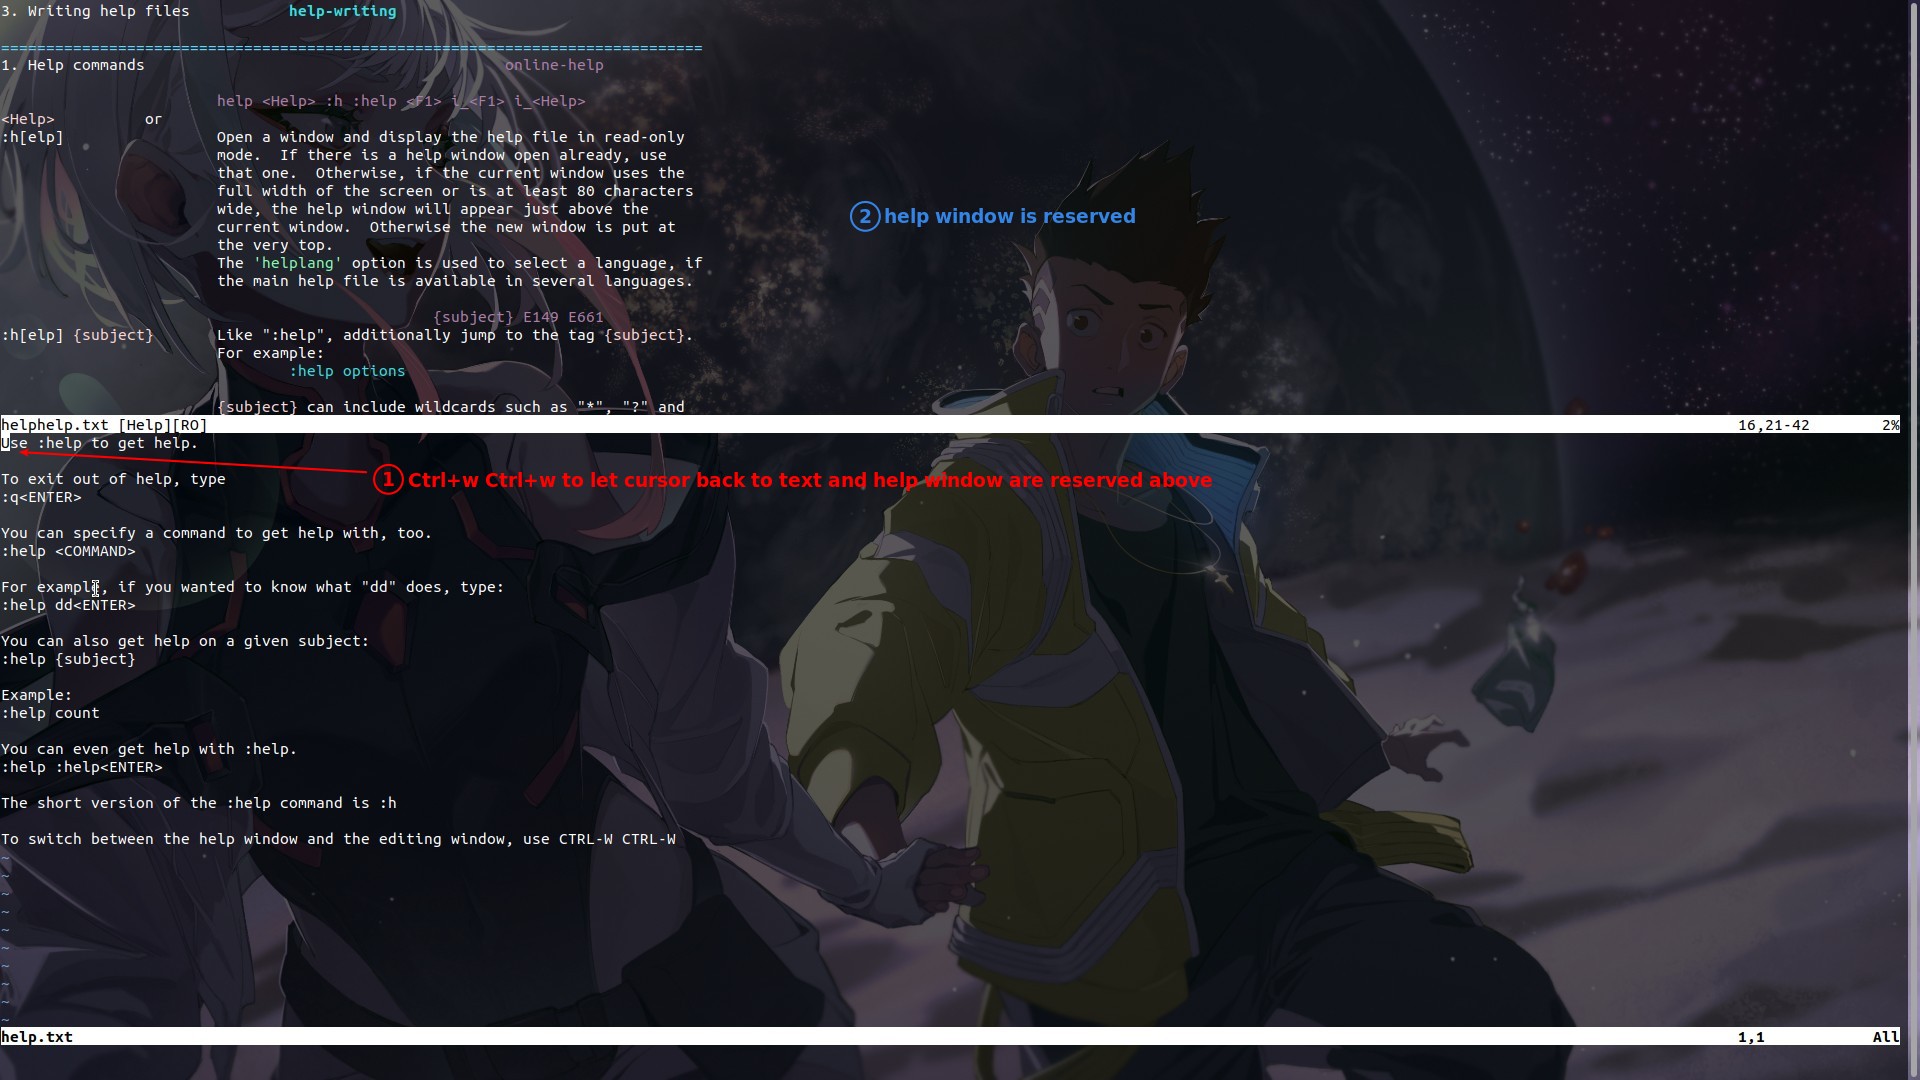 3. Writing help files           help-writing
==============================================================================
1. Help commands                                        online-help
                        help <Help> :h :help <F1> i_<F1> i_<Help>
<Help>          or
:h[elp]                 Open a window and display the help file in read-only
                        mode.  If there is a help window open already, use
                        that one.  Otherwise, if the current window uses the
                        full width of the screen or is at least 80 characters
                        wide, the help window will appear just above the
                        current window.  Otherwise the new window is put at
                        the very top.
                        The 'helplang' option is used to select a language, if
                        the main help file is available in several languages.
                                                {subject} E149 E661
:h[elp] {subject}       Like ":help", additionally jump to the tag {subject}.
                        For example:
                                :help options
                        {subject} can include wildcards such as "*", "?" and
helphelp.txt [Help][RO]                                 16,21-42        2%
2 help window is reserved
Use :help to get help.
1 Ctrl+w Ctrl+w to let cursor back to text and help window are reserved above
To exit out of help, type
:q<ENTER>
You can specify a command to get help with, too.
:help <COMMAND>
For example, if you wanted to know what "dd" does, type:
:help dd<ENTER>
You can also get help on a given subject:
:help {subject}
Example:
:help count
You can even get help with :help.
:help :help<ENTER>
The short version of the :help command is :h
To switch between the help window and the editing window, use CTRL-W CTRL-W
~
~
~
~
~
~
~
~
~
~
help.txt                                 1,1        All